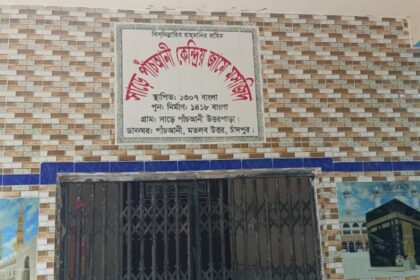 বিসমিল্লাহির রাহমানির রাহিম
সাড়ে পাঁচআনী কেন্দ্রিয় জামে মসজিদ
স্থাপিত: ১৩০৭ বাংলা
পুন: নির্মাণ: ১৪১৮ বাংলা
গ্রাম: সাড়ে পাঁচআনী উত্তরপাড়া।
ডাকঘর: পাঁচআনী, মতলব উত্তর, চাঁদপুর।